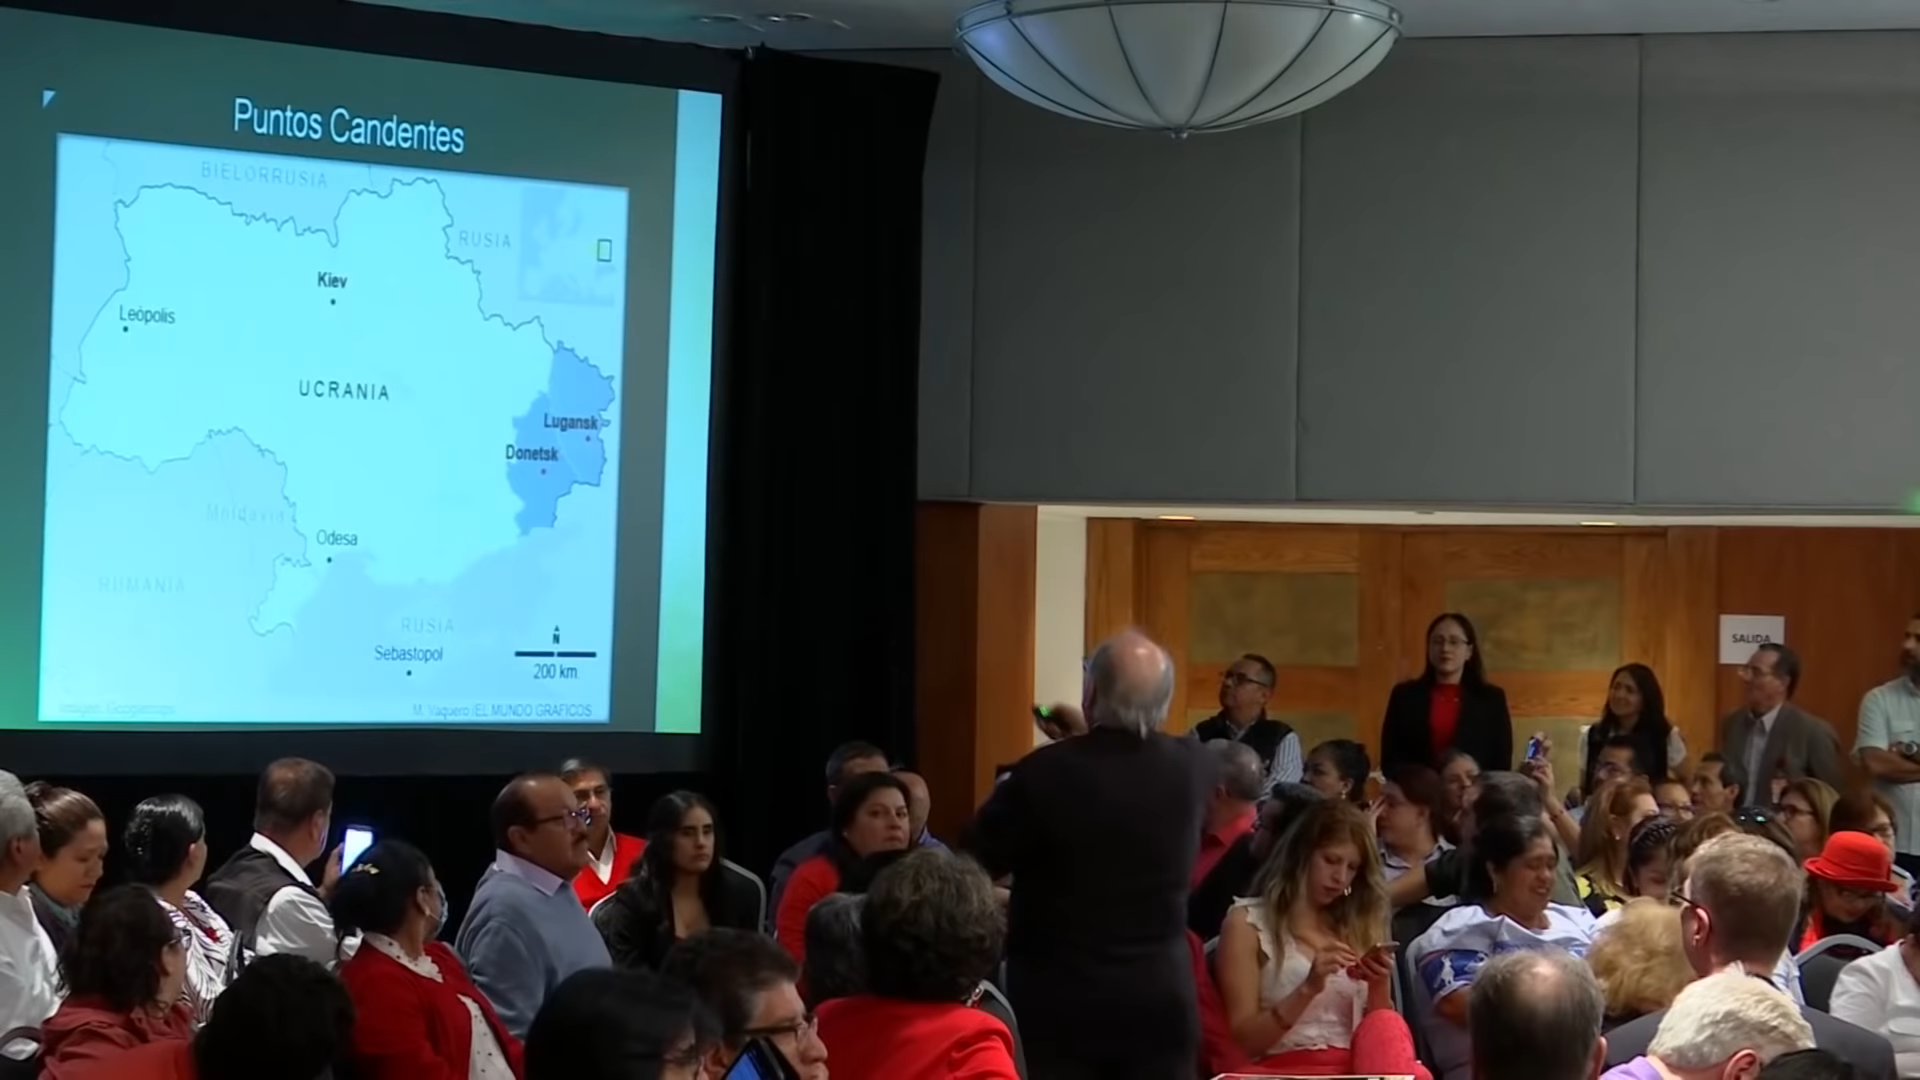 Puntos Candentes
BIELORRUSIA
RUSIA
Kiev
Leópolis
UCRANIA
Lugansk
Donetsk
Moldavia
Odesa
RUMANIA
RUSIA
Sebastopol
N
200 km
M. Vaquero / EL MUNDO GRÁFICOS
SALIDA